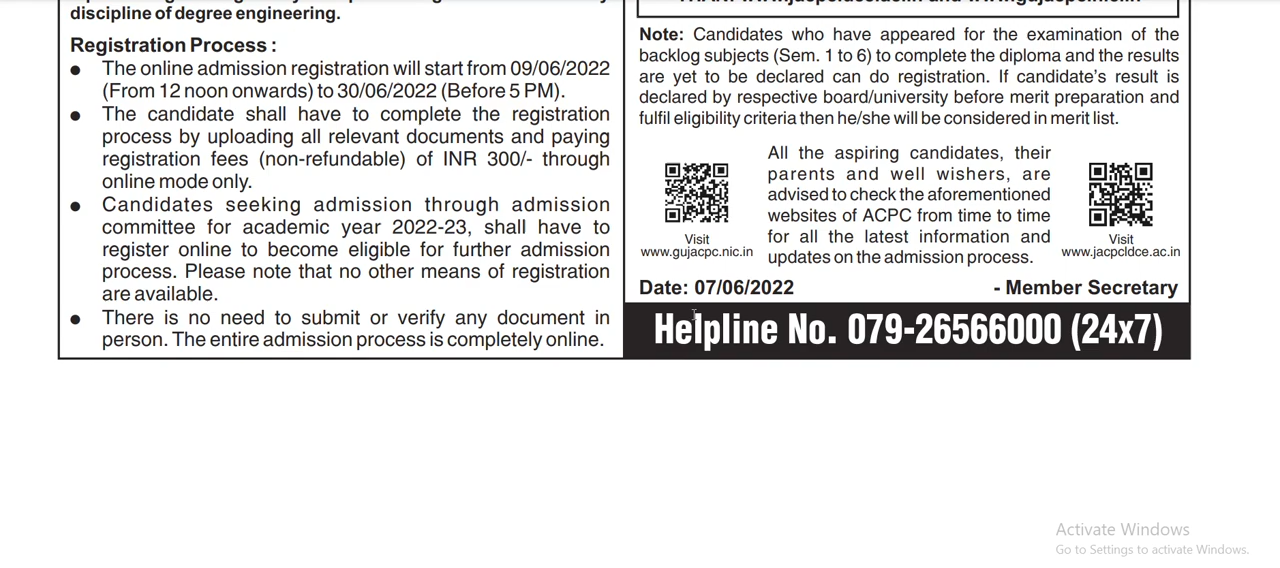 discipline of degree engineering.
Registration Process :
● The online admission registration will start from 09/06/2022
(From 12 noon onwards) to 30/06/2022 (Before 5 PM).
● The candidate shall have to complete the registration
process by uploading all relevant documents and paying
registration fees (non-refundable) of INR 300/- through
online mode only.
● Candidates seeking admission through admission
committee for academic year 2022-23, shall have to
register online to become eligible for further admission
process. Please note that no other means of registration
are available.
● There is no need to submit or verify any document in
person. The entire admission process is completely online.
Note: Candidates who have appeared for the examination of the
backlog subjects (Sem. 1 to 6) to complete the diploma and the results
are yet to be declared can do registration. If candidate's result is
declared by respective board/university before merit preparation and
fulfil eligibility criteria then he/she will be considered in merit list.
Visit
www.gujacpc.nic.in
All the aspiring candidates, their
parents and well wishers, are
advised to check the aforementioned
websites of ACPC from time to time
for all the latest information and
updates on the admission process.
Visit
www.jacpcldce.ac.in
Date: 07/06/2022 - Member Secretary
Helpline No. 079-26566000 (24x7)
Activate Windows
Go to Settings to activate Windows.